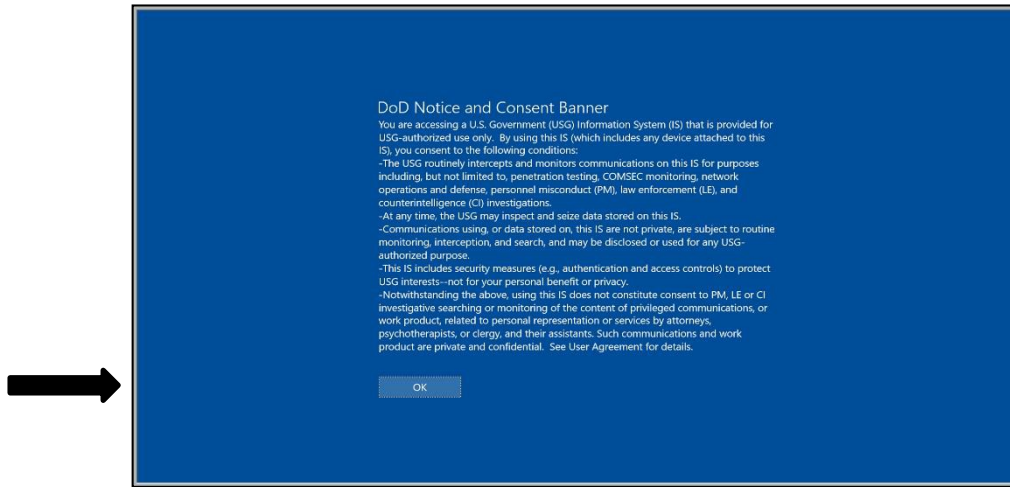 DoD Notice and Consent Banner
You are accessing a U.S. Government (USG) Information System (IS) that is provided for
USG-authorized use only.  By using this IS (which includes any device attached to this
IS), you consent to the following conditions:
-The USG routinely intercepts and monitors communications on this IS for purposes
including, but not limited to, penetration testing, COMSEC monitoring, network
operations and defense, personnel misconduct (PM), law enforcement (LE), and
counterintelligence (CI) investigations.
-At any time, the USG may inspect and seize data stored on this IS.
-Communications using, or data stored on, this IS are not private, are subject to routine
monitoring, interception, and search, and may be disclosed or used for any USG-
authorized purpose.
-This IS includes security measures (e.g., authentication and access controls) to protect
USG interests--not for your personal benefit or privacy.
-Notwithstanding the above, using this IS does not constitute consent to PM, LE or CI
investigative searching or monitoring of the content of privileged communications, or
work product, related to personal representation or services by attorneys,
psychotherapists, or clergy, and their assistants. Such communications and work
product are private and confidential.  See User Agreement for details.
OK